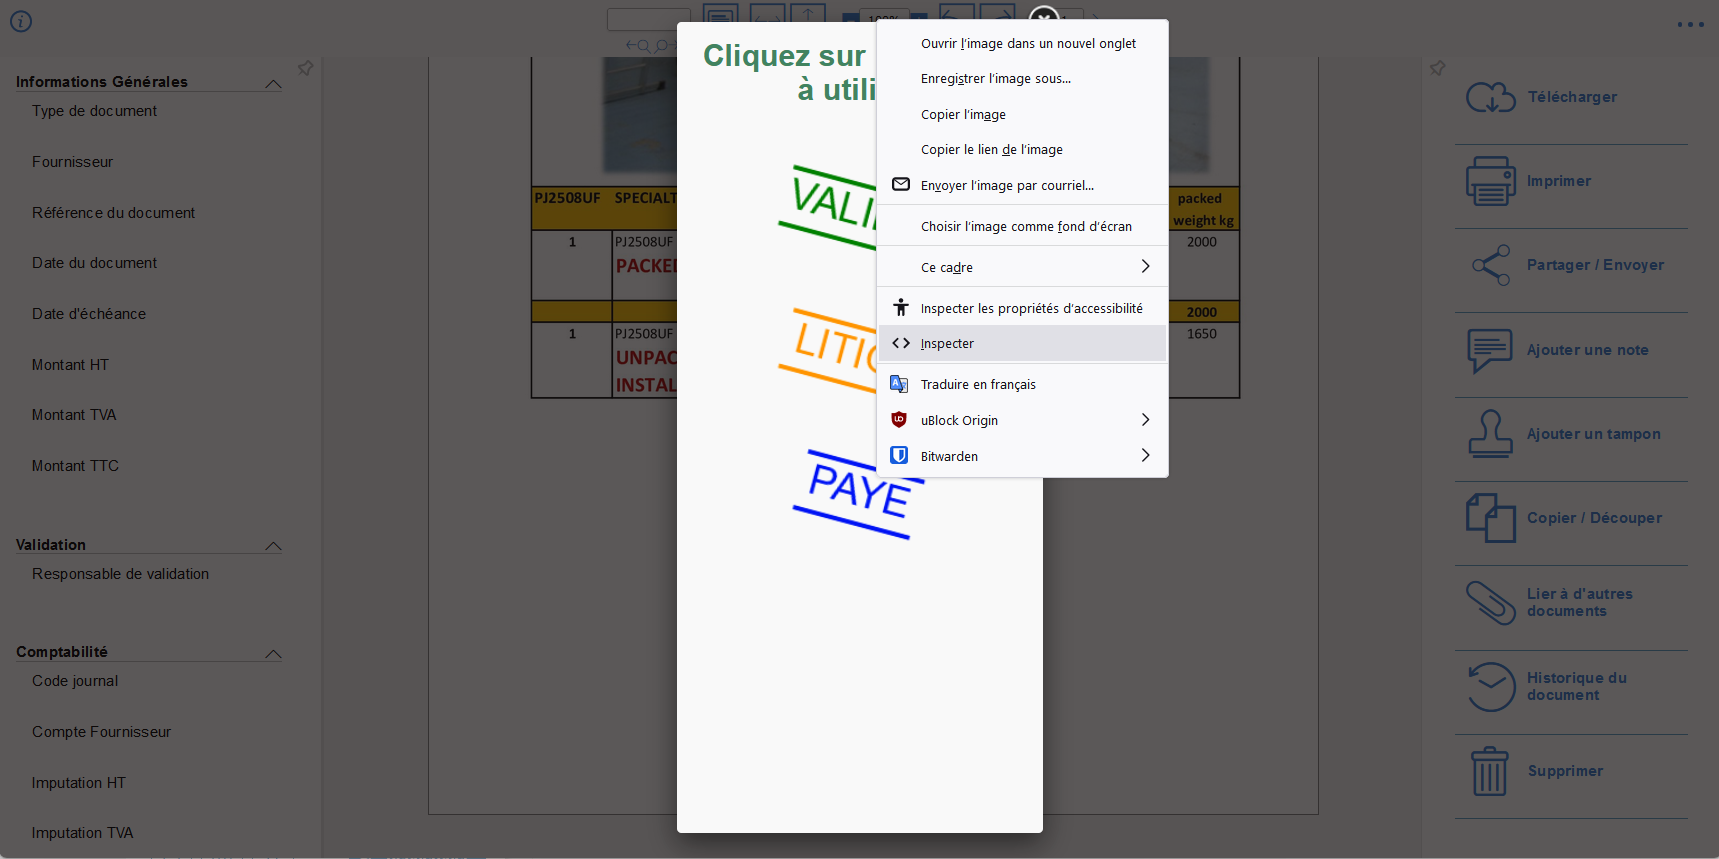 Informations Générales
Type de document
Fournisseur
Référence du document
Date du document
Date d'échéance
Montant HT
Montant TVA
Montant TTC
Validation
Responsable de validation
Comptabilité
Code journal
Compte Fournisseur
Imputation HT
Imputation TVA
PJ2508UF SPECIALT
packed
weight kg
1 PJ2508UF 2000
PACKE
2000
1 PJ2508UF 1650
UNPAC
INSTAL
Cliquez sur
à utili
VALI
LITIG
PAYE
Ouvrir l'image dans un nouvel onglet
Enregistrer l'image sous...
Copier l'image
Copier le lien de l'image
Envoyer l'image par courriel...
Choisir l'image comme fond d'écran
Ce cadre
Inspecter les propriétés d'accessibilité
Inspecter
Traduire en français
uBlock Origin
Bitwarden
Télécharger
Imprimer
Partager / Envoyer
Ajouter une note
Ajouter un tampon
Copier / Découper
Lier à d'autres
documents
Historique du
document
Supprimer